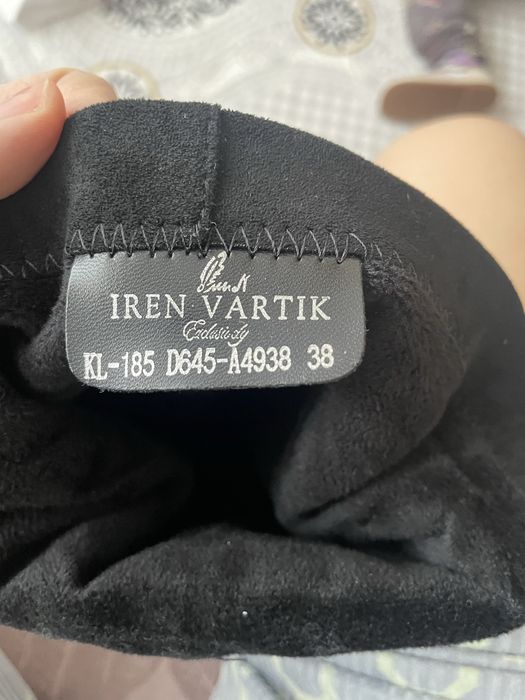 IREN VARTIK
Exclusively
KL-185 D645-A4938 38